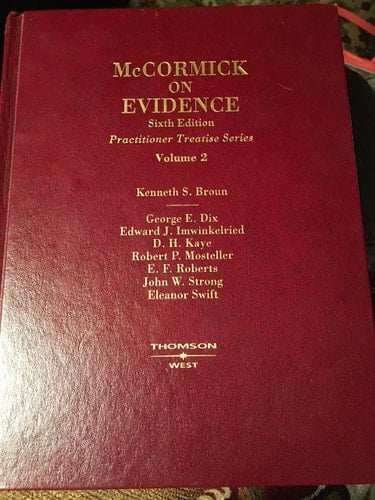 McCORMICK
ON
EVIDENCE
Sixth Edition
Practitioner Treatise Series
Volume 2
Kenneth S. Broun
George E. Dix
Edward J. Imwinkelried
D. H. Kaye
Robert P. Mosteller
E. F. Roberts
John W. Strong
Eleanor Swift
THOMSON
WEST